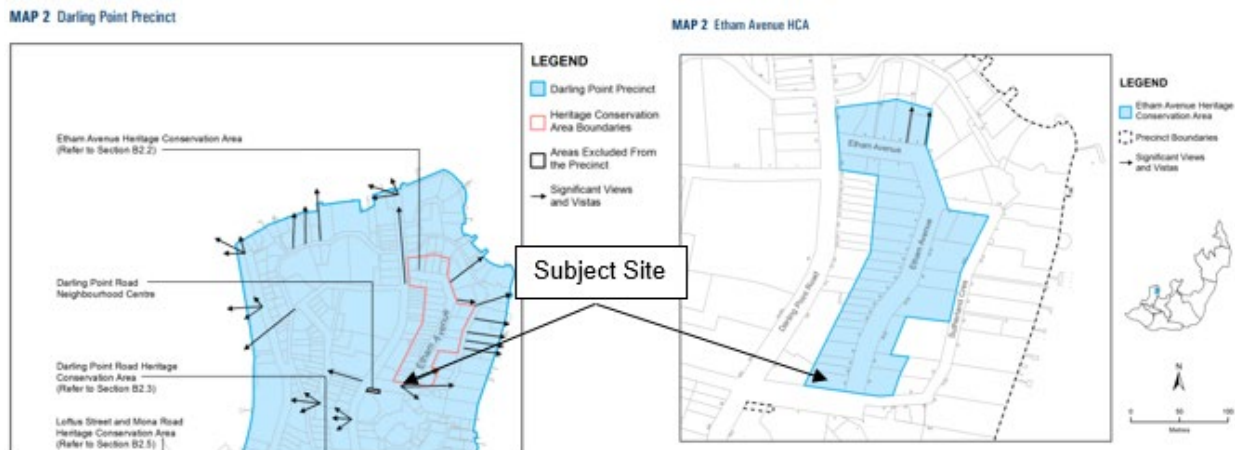 MAP 2 Darling Point Precinct
LEGEND
Darling Point Precinct
Heritage Conservation
Area Boundaries
Areas Excluded From
the Precinct
Significant Views
and Vistas
Etham Avenue Heritage Conservation Area
(Refer to Section B2.2)
Darling Point Road
Neighbourhood Centre
Darling Point Road Heritage
Conservation Area
(Refer to Section B2.3)
Loftus Street and Mona Road
Heritage Conservation Area
(Refer to Section B2.5)
Etham Avenue
Subject Site
MAP 2 Etham Avenue HCA
Etham Avenue
Etham Avenue
Darling Point Road
Sutherland Cres
LEGEND
Etham Avenue Heritage
Conservation Area
Precinct Boundaries
Significant Views
and Vistas
N
0 50 100
Metres